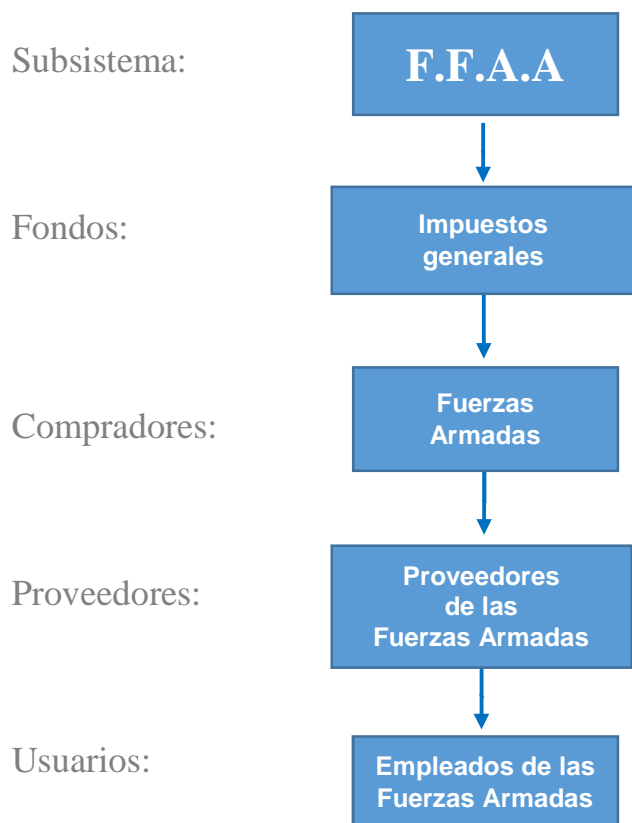 Subsistema:
F.F.A.A
Fondos:
Impuestos
generales
Compradores:
Fuerzas
Armadas
Proveedores:
Proveedores
de las
Fuerzas Armadas
Usuarios:
Empleados de las
Fuerzas Armadas